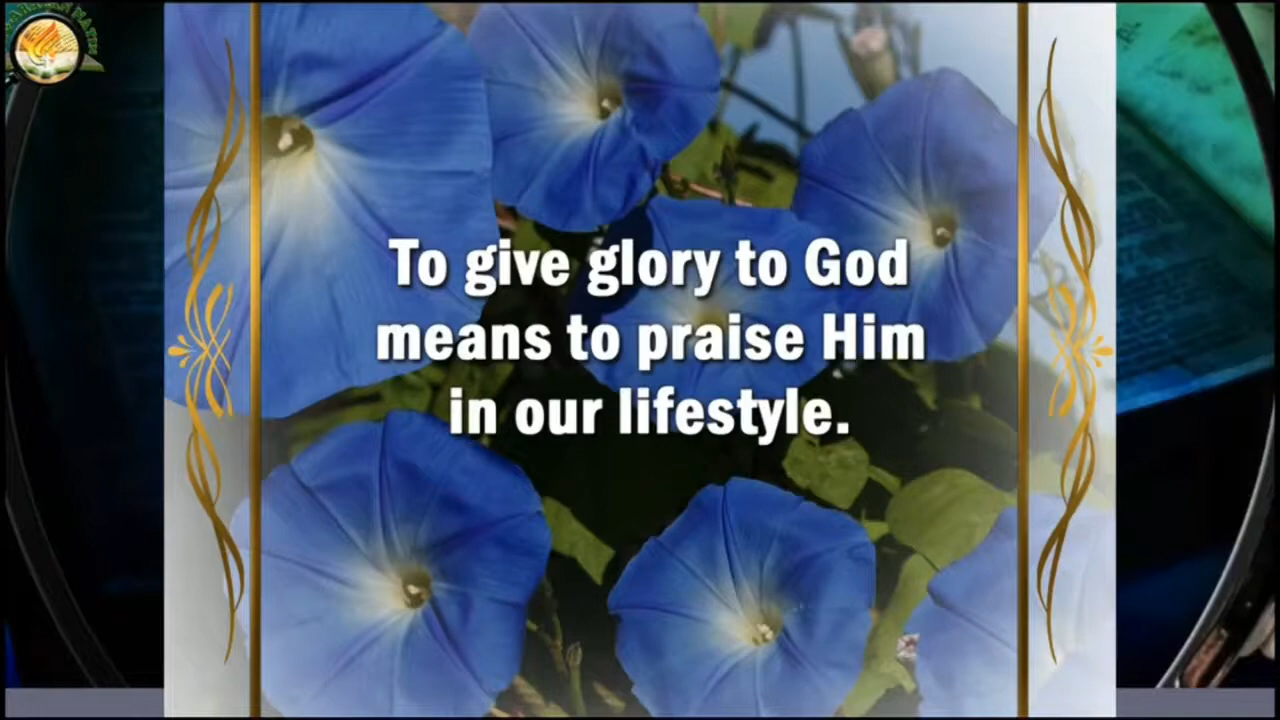 To give glory to God
means to praise Him
in our lifestyle.